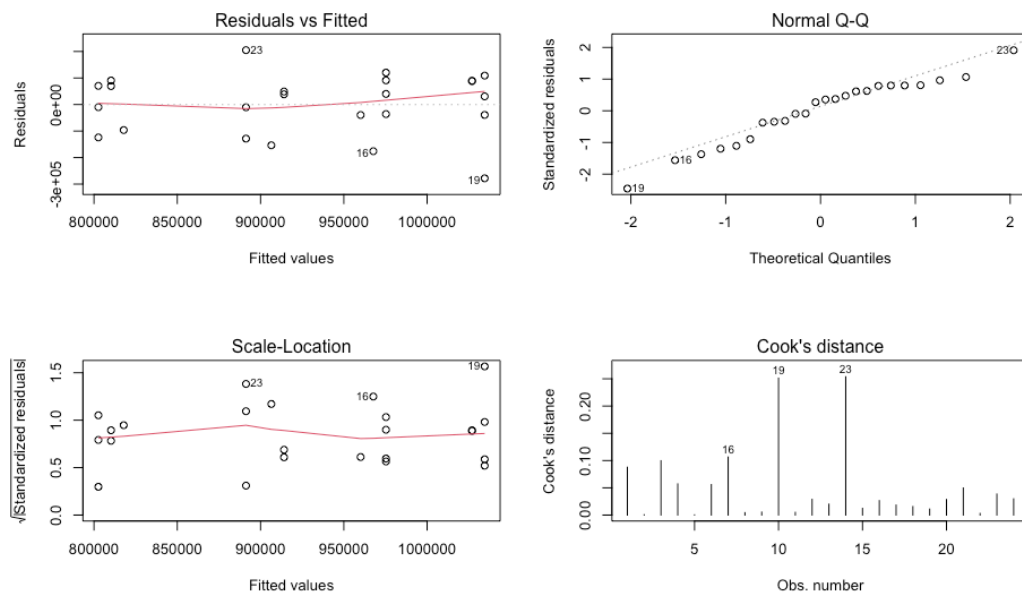 Residuals vs Fitted
Residuals
0e+00
-3e+05
23
16
19
800000 850000 900000 950000 1000000
Fitted values
Normal Q-Q
Standardized residuals
2
1
0
-1
-2
23
16
19
-2 -1 0 1 2
Theoretical Quantiles
Scale-Location
√|Standardized residuals|
1.5
1.0
0.5
0.0
19
23
16
800000 850000 900000 950000 1000000
Fitted values
Cook's distance
Cook's distance
0.20
0.10
0.00
19
23
16
5 10 15 20
Obs. number